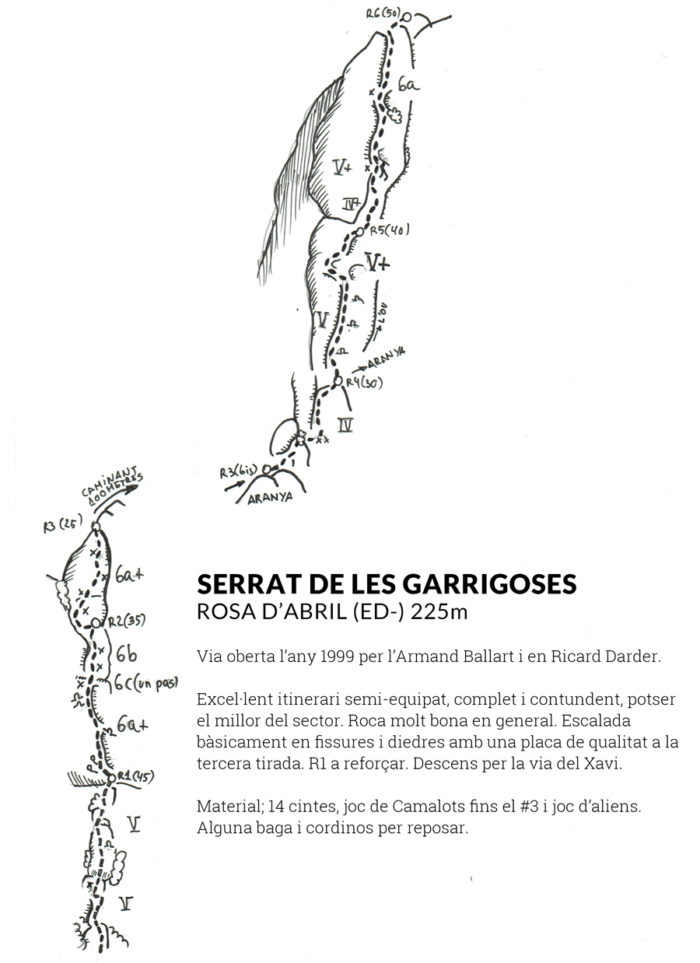 R6(50)
6a
V+
IV+
R5(40)
V+
V
ARANYA
R4(30)
IV
R3(bis)
ARANYA
CAMINANT
100 METRES
R3(25)
6a+
R2(35)
6b
6c(un pas)
6a+
R1(45)
V
V
SERRAT DE LES GARRIGOSES
ROSA D'ABRIL (ED-) 225m
Via oberta l'any 1999 per l'Armand Ballart i en Ricard Darder.
Excel·lent itinerari semi-equipat, complet i contundent, potser
el millor del sector. Roca molt bona en general. Escalada
bàsicament en fissures i diedres amb una placa de qualitat a la
tercera tirada. R1 a reforçar. Descens per la via del Xavi.
Material; 14 cintes, joc de Camalots fins el #3 i joc d'aliens.
Alguna baga i cordinos per reposar.